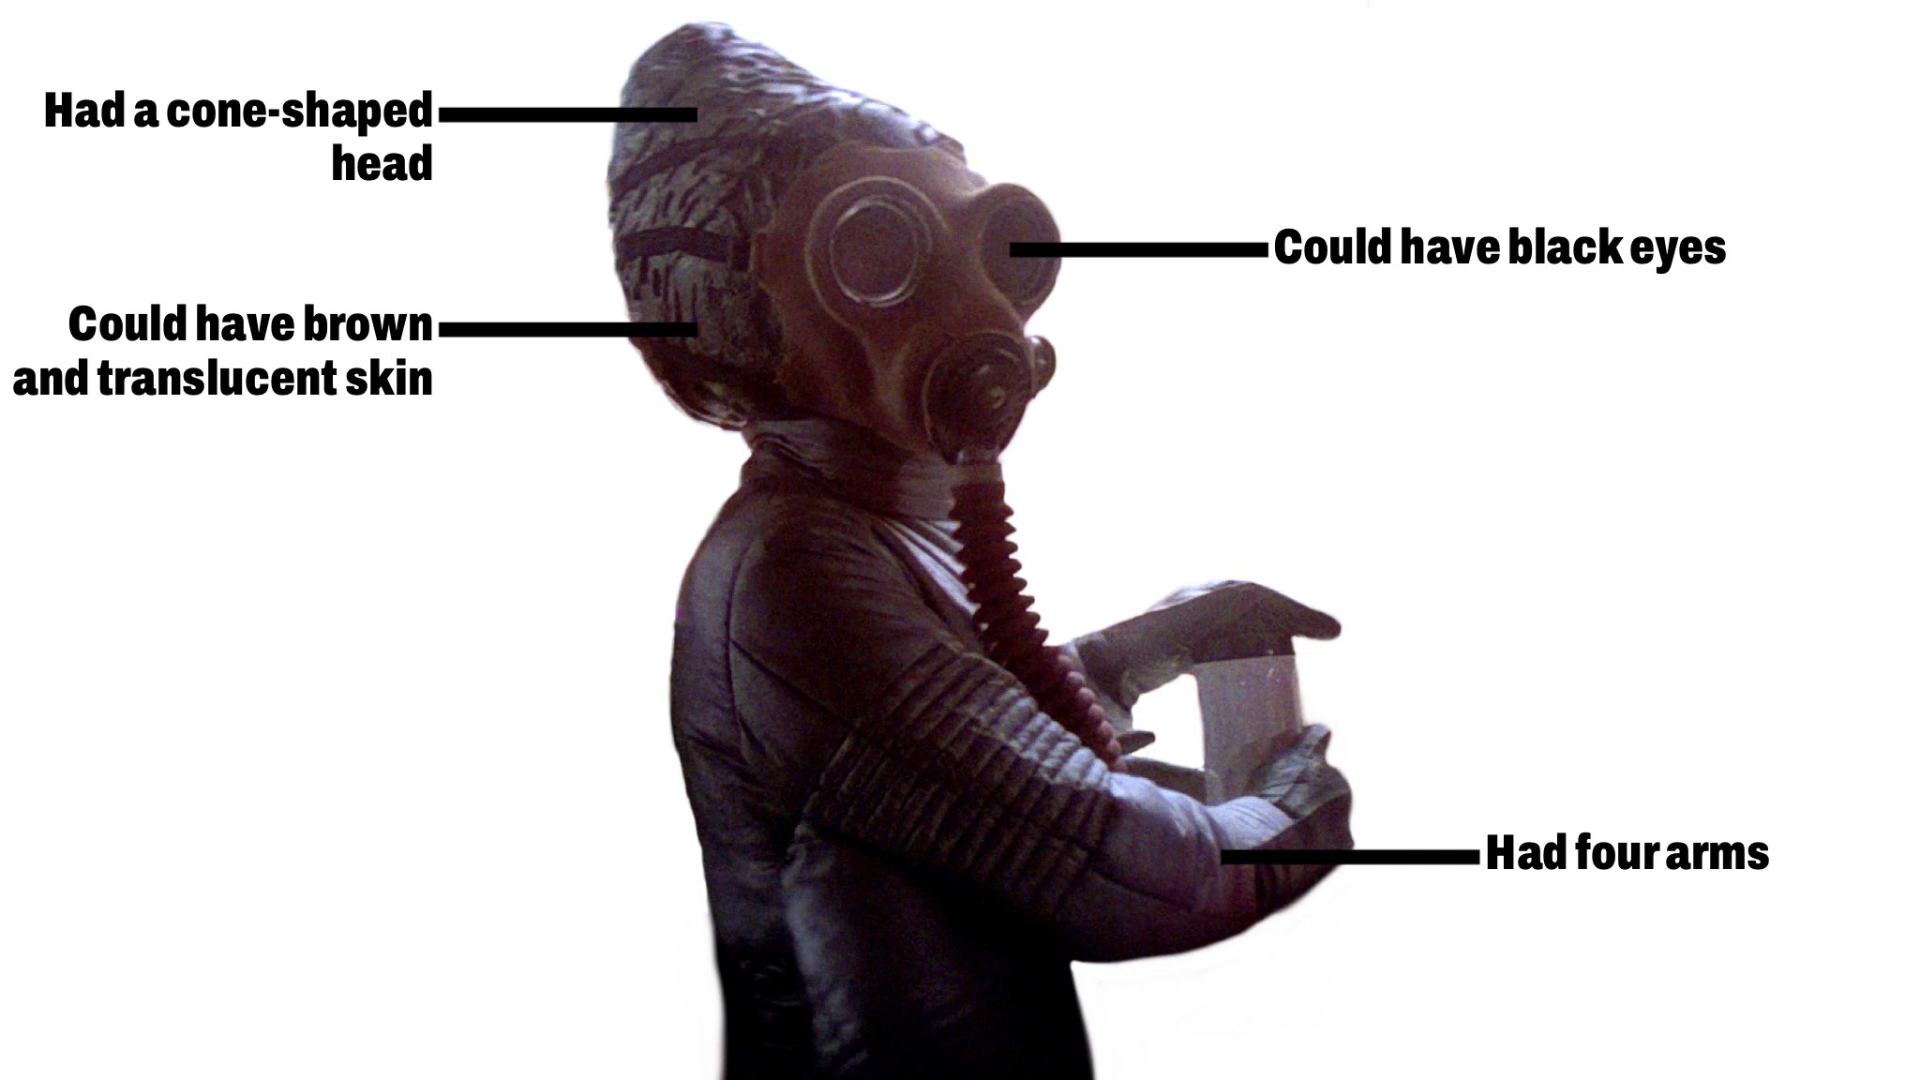 Had a cone-shaped
head
Could have black eyes
Could have brown
and translucent skin
Had four arms